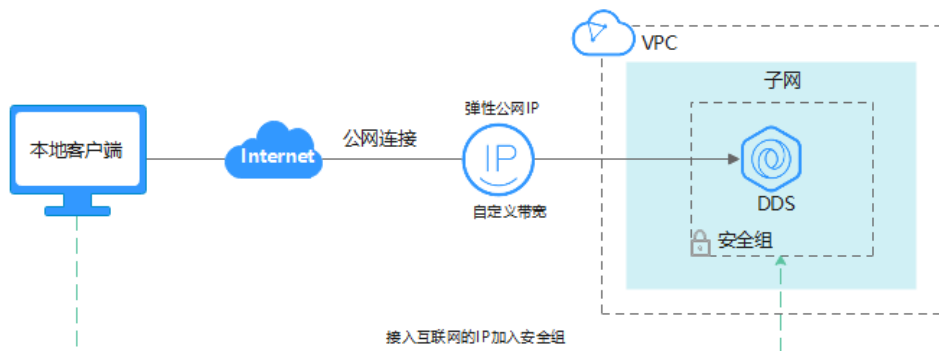 VPC
子网
弹性公网IP
本地客户端
Internet
公网连接
IP
自定义带宽
DDS
安全组
接入互联网的IP加入安全组